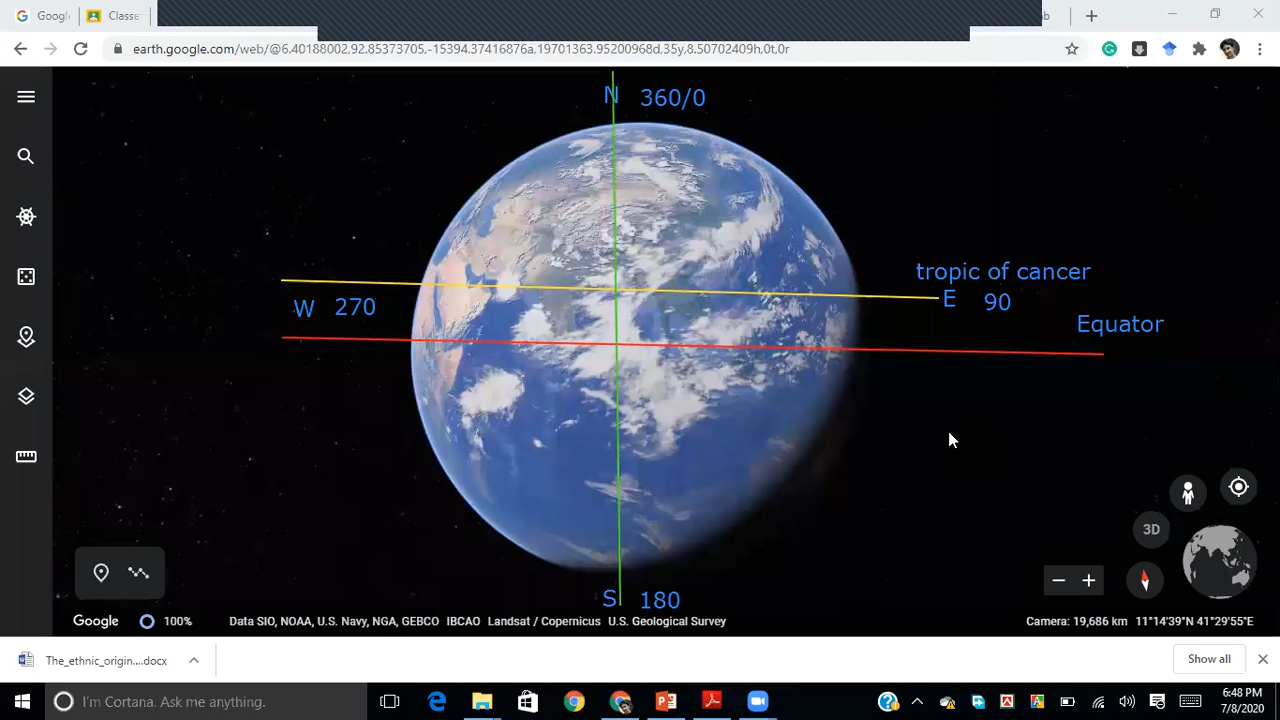 Googl
Classe
b
earth.google.com/web/@6.40188002,92.85373705,-15394.37416876a,19701363.95200968d,35y,8.50702409h,0t,0r
N 360/0
tropic of cancer
W 270
E 90
Equator
3D
S 180
Google
100%
Data SIO, NOAA, U.S. Navy, NGA, GEBCO IBCAO Landsat / Copernicus U.S. Geological Survey
Camera: 19,686 km 11°14'39"N 41°29'55"E
The_ethnic_origin....docx
Show all
I'm Cortana. Ask me anything.
6:48 PM
7/8/2020